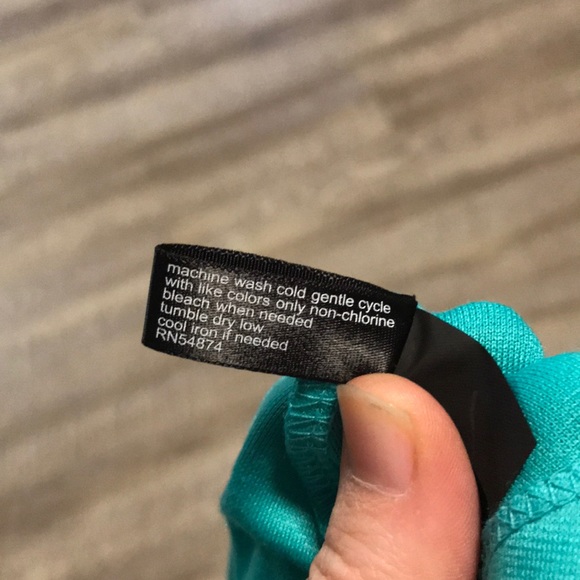 machine wash cold gentle cycle
with like colors only non-chlorine
bleach when needed
tumble dry low
cool iron if needed
RN54874